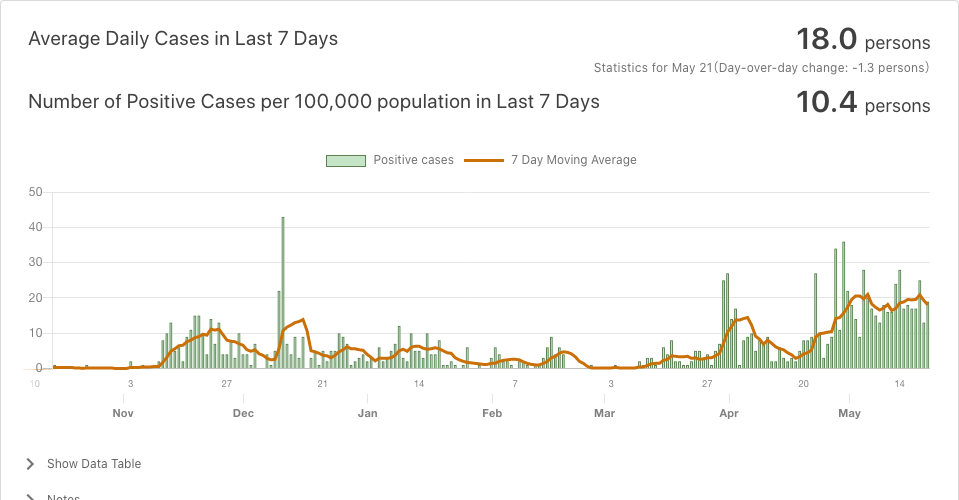 Average Daily Cases in Last 7 Days
18.0 persons
Statistics for May 21(Day-over-day change: -1.3 persons)
Number of Positive Cases per 100,000 population in Last 7 Days
10.4 persons
Positive cases 7 Day Moving Average
50
40
30
20
10
0
10 3 27 21 14 7 3 27 20 14
Nov Dec Jan Feb Mar Apr May
Show Data Table
Notes